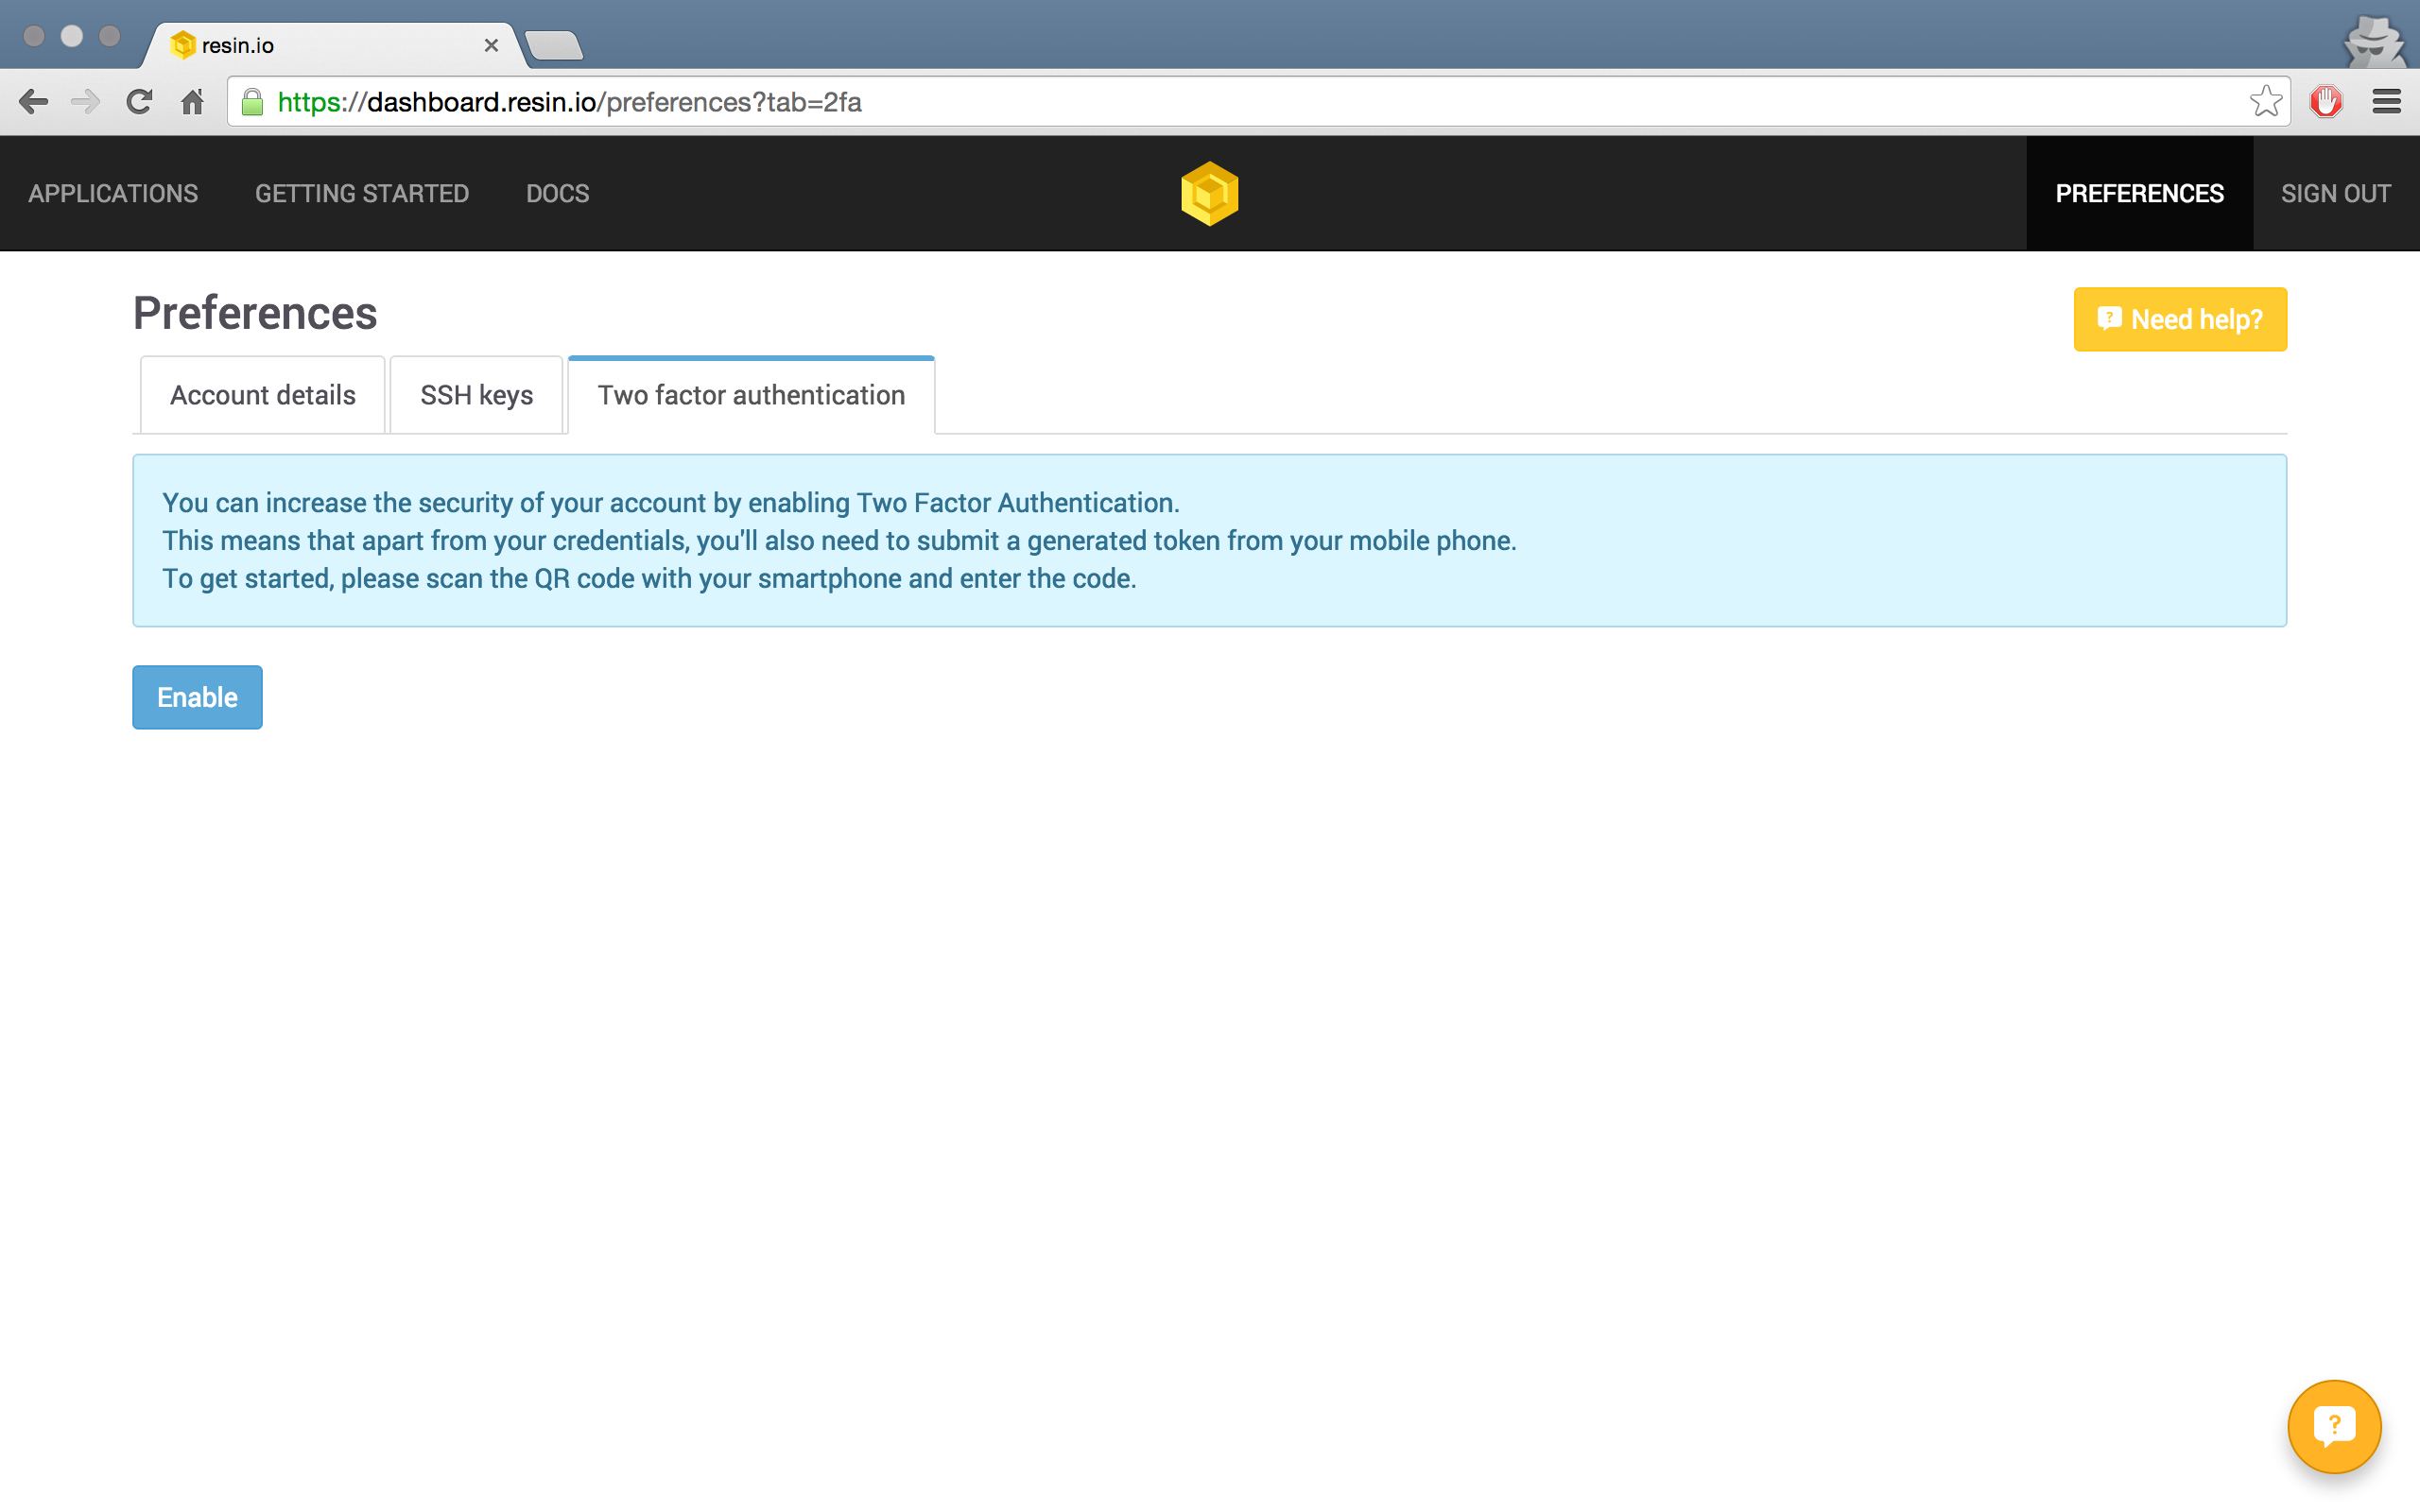 resin.io
https://dashboard.resin.io/preferences?tab=2fa
APPLICATIONS GETTING STARTED DOCS PREFERENCES SIGN OUT
Preferences
? Need help?
Account details SSH keys Two factor authentication
You can increase the security of your account by enabling Two Factor Authentication.
This means that apart from your credentials, you'll also need to submit a generated token from your mobile phone.
To get started, please scan the QR code with your smartphone and enter the code.
Enable
?